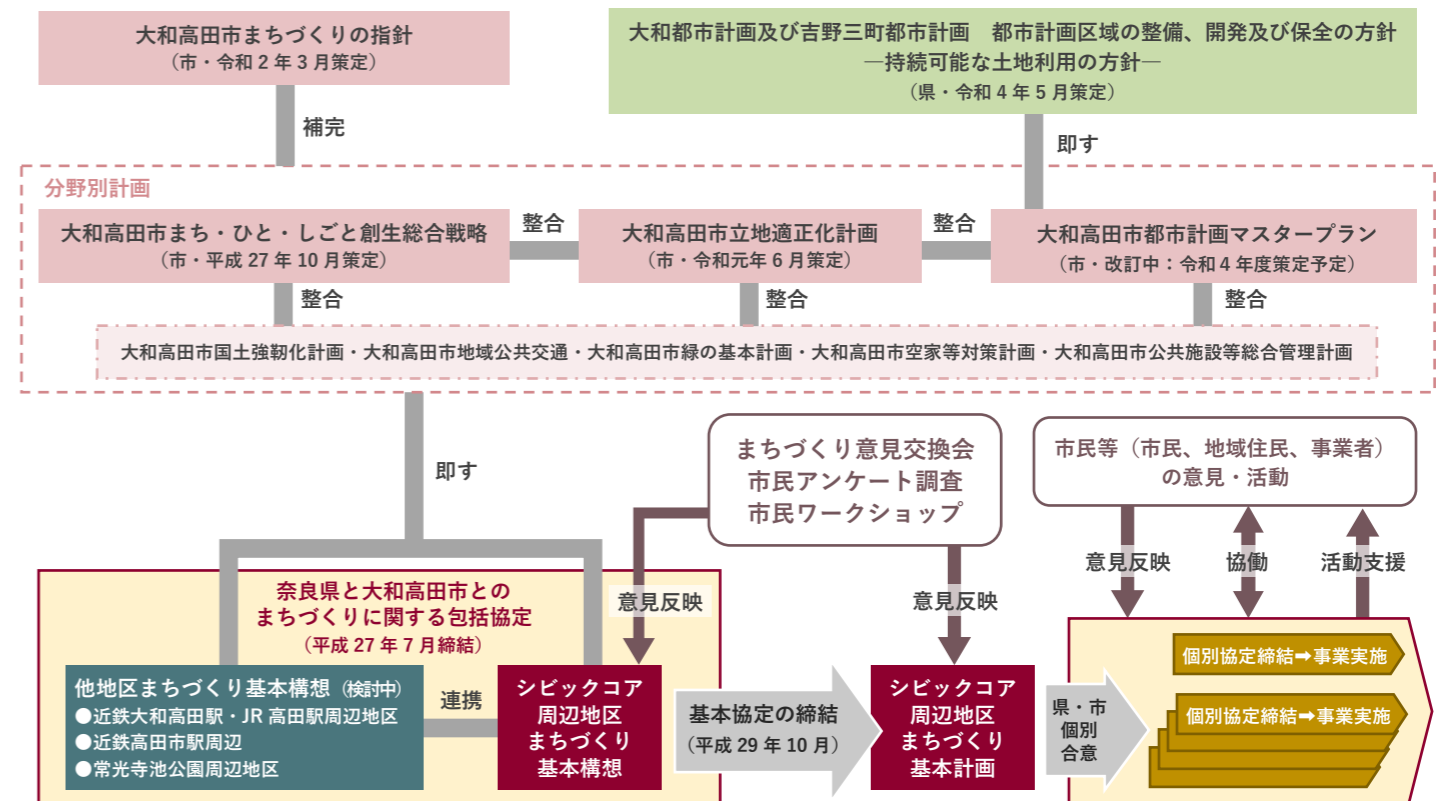 大和高田市まちづくりの指針
(市・令和2年3月策定)
大和都市計画及び吉野三町都市計画　都市計画区域の整備、開発及び保全の方針
―持続可能な土地利用の方針―
(県・令和4年5月策定)
補完
即す
分野別計画
大和高田市まち・ひと・しごと創生総合戦略
(市・平成27年10月策定)
整合
大和高田市立地適正化計画
(市・令和元年6月策定)
整合
大和高田市都市計画マスタープラン
(市・改訂中：令和4年度策定予定)
整合
整合
整合
大和高田市国土強靭化計画・大和高田市地域公共交通・大和高田市緑の基本計画・大和高田市空家等対策計画・大和高田市公共施設等総合管理計画
即す
まちづくり意見交換会
市民アンケート調査
市民ワークショップ
市民等（市民、地域住民、事業者）
の意見・活動
意見反映
意見反映
意見反映
協働
活動支援
奈良県と大和高田市との
まちづくりに関する包括協定
（平成27年7月締結）
他地区まちづくり基本構想（検討中）
●近鉄大和高田駅・JR高田駅周辺地区
●近鉄高田市駅周辺
●常光寺池公園周辺地区
連携
シビックコア
周辺地区
まちづくり
基本構想
基本協定の締結
（平成29年10月）
シビックコア
周辺地区
まちづくり
基本計画
県・市
個別
合意
個別協定締結➡事業実施
個別協定締結➡事業実施